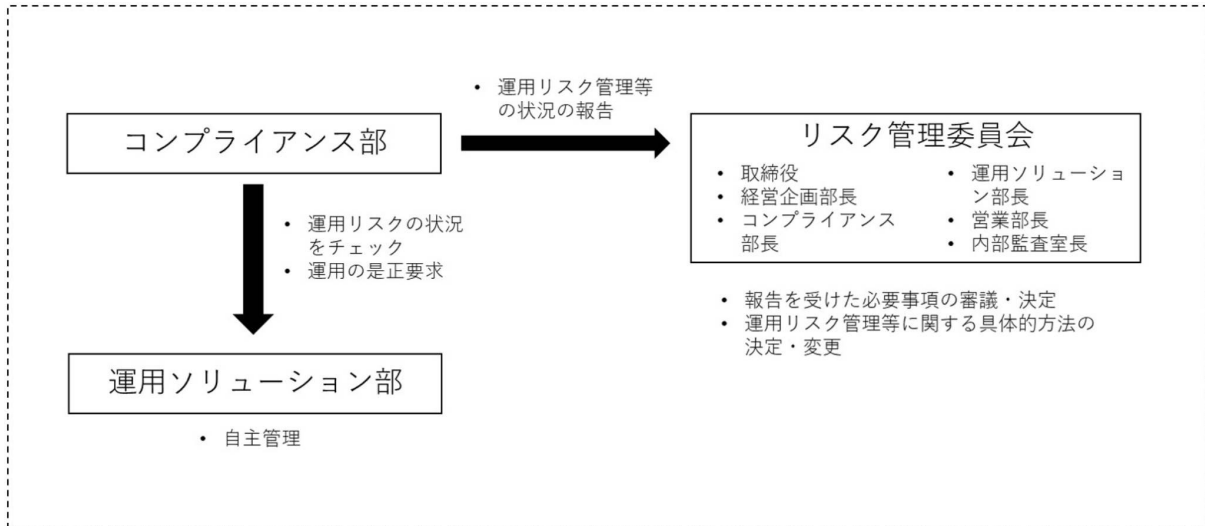 コンプライアンス部
• 運用リスク管理等
の状況の報告
リスク管理委員会
• 取締役
• 経営企画部長
• コンプライアンス
部長
• 運用ソリューショ
ン部長
• 営業部長
• 内部監査室長
• 運用リスクの状況
をチェック
• 運用の是正要求
• 報告を受けた必要事項の審議・決定
• 運用リスク管理等に関する具体的方法の
決定・変更
運用ソリューション部
• 自主管理